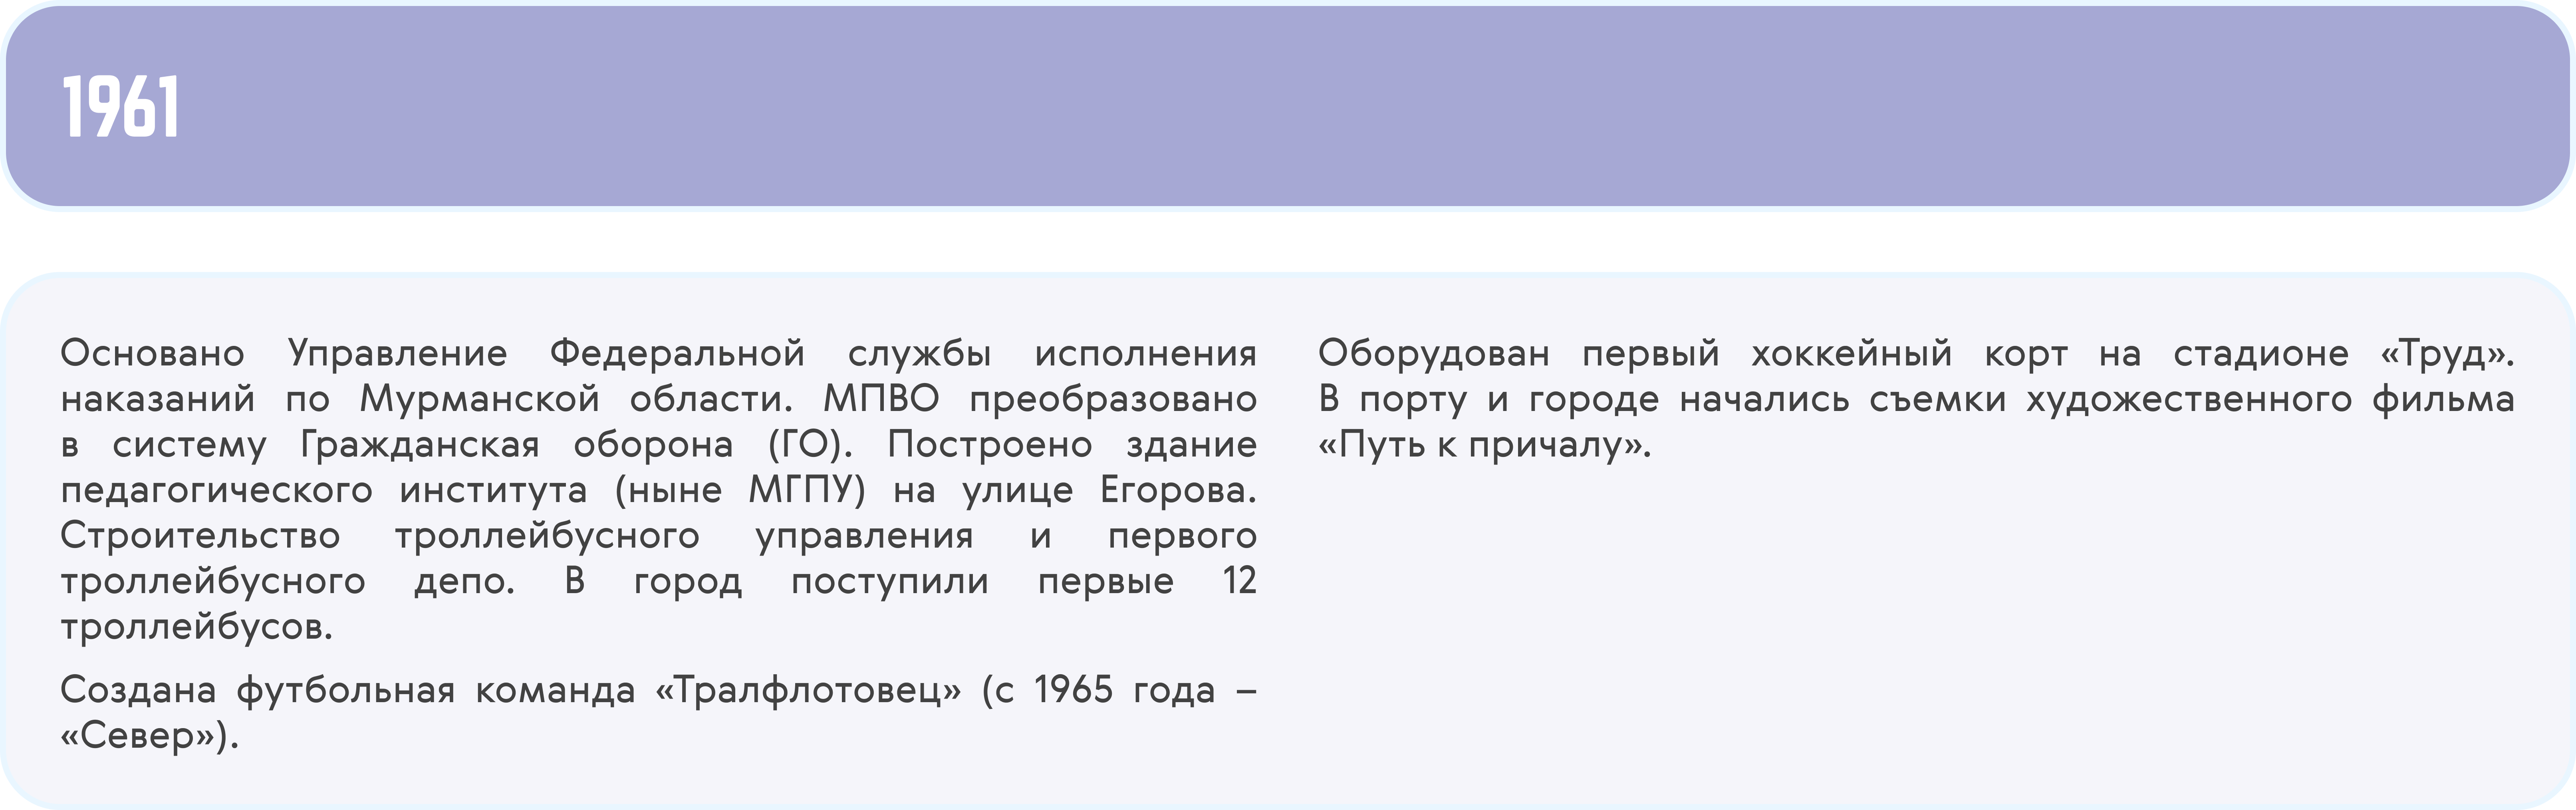 1961
Основано Управление Федеральной службы исполнения
наказаний по Мурманской области. МПВО преобразовано
в систему Гражданская оборона (ГО). Построено здание
педагогического института (ныне МГПУ) на улице Егорова.
Строительство троллейбусного управления и первого
троллейбусного депо. В город поступили первые 12
троллейбусов.
Создана футбольная команда «Тралфлотовец» (с 1965 года –
«Север»).
Оборудован первый хоккейный корт на стадионе «Труд».
В порту и городе начались съемки художественного фильма
«Путь к причалу».